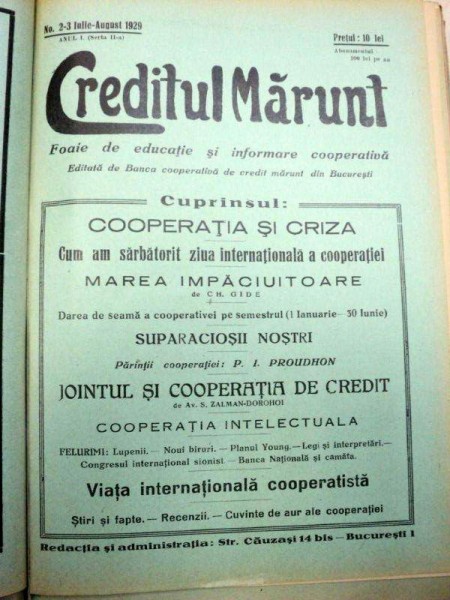 No. 2-3 Iulie-August 1929
ANUL I. (Seria II-a)
Prețul: 10 lei
Abonamentul
100 lei pe an
Creditul Mărunt
Foaie de educație și informare cooperativă
Editată de Banca cooperativă de credit mărunt din București
Cuprinsul:
COOPERAȚIA ȘI CRIZA
Cum am sărbătorit ziua internațională a cooperației
MAREA IMPĂCIUITOARE
de CH. GIDE
Darea de seamă a cooperativei pe semestrul (1 Ianuarie—30 Iunie)
SUPARACIOȘII NOȘTRI
Părinții cooperației: P. I. PROUDHON
JOINTUL ȘI COOPERAȚIA DE CREDIT
de Av. S. ZALMAN-DOROHOI
COOPERAȚIA INTELECTUALA
FELURIMI: Lupenii.— Noui biruri. — Planul Young.—Legi și interpretări.—
Congresul internațional sionist — Banca Națională și camăta.
Viața internațională cooperatistă
Știri și fapte. — Recenzii. — Cuvinte de aur ale cooperației
Redacția și administrația: Str. Căuzași 14 bis — București 1